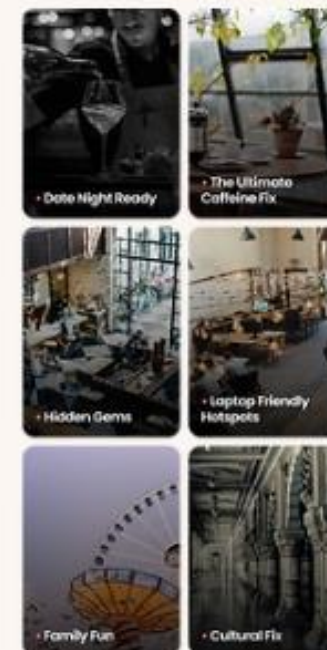 • Date Night Ready
• The Ultimate
Caffeine Fix
• Hidden Gems
• Laptop Friendly
Hotspots
• Family Fun
• Cultural Fix